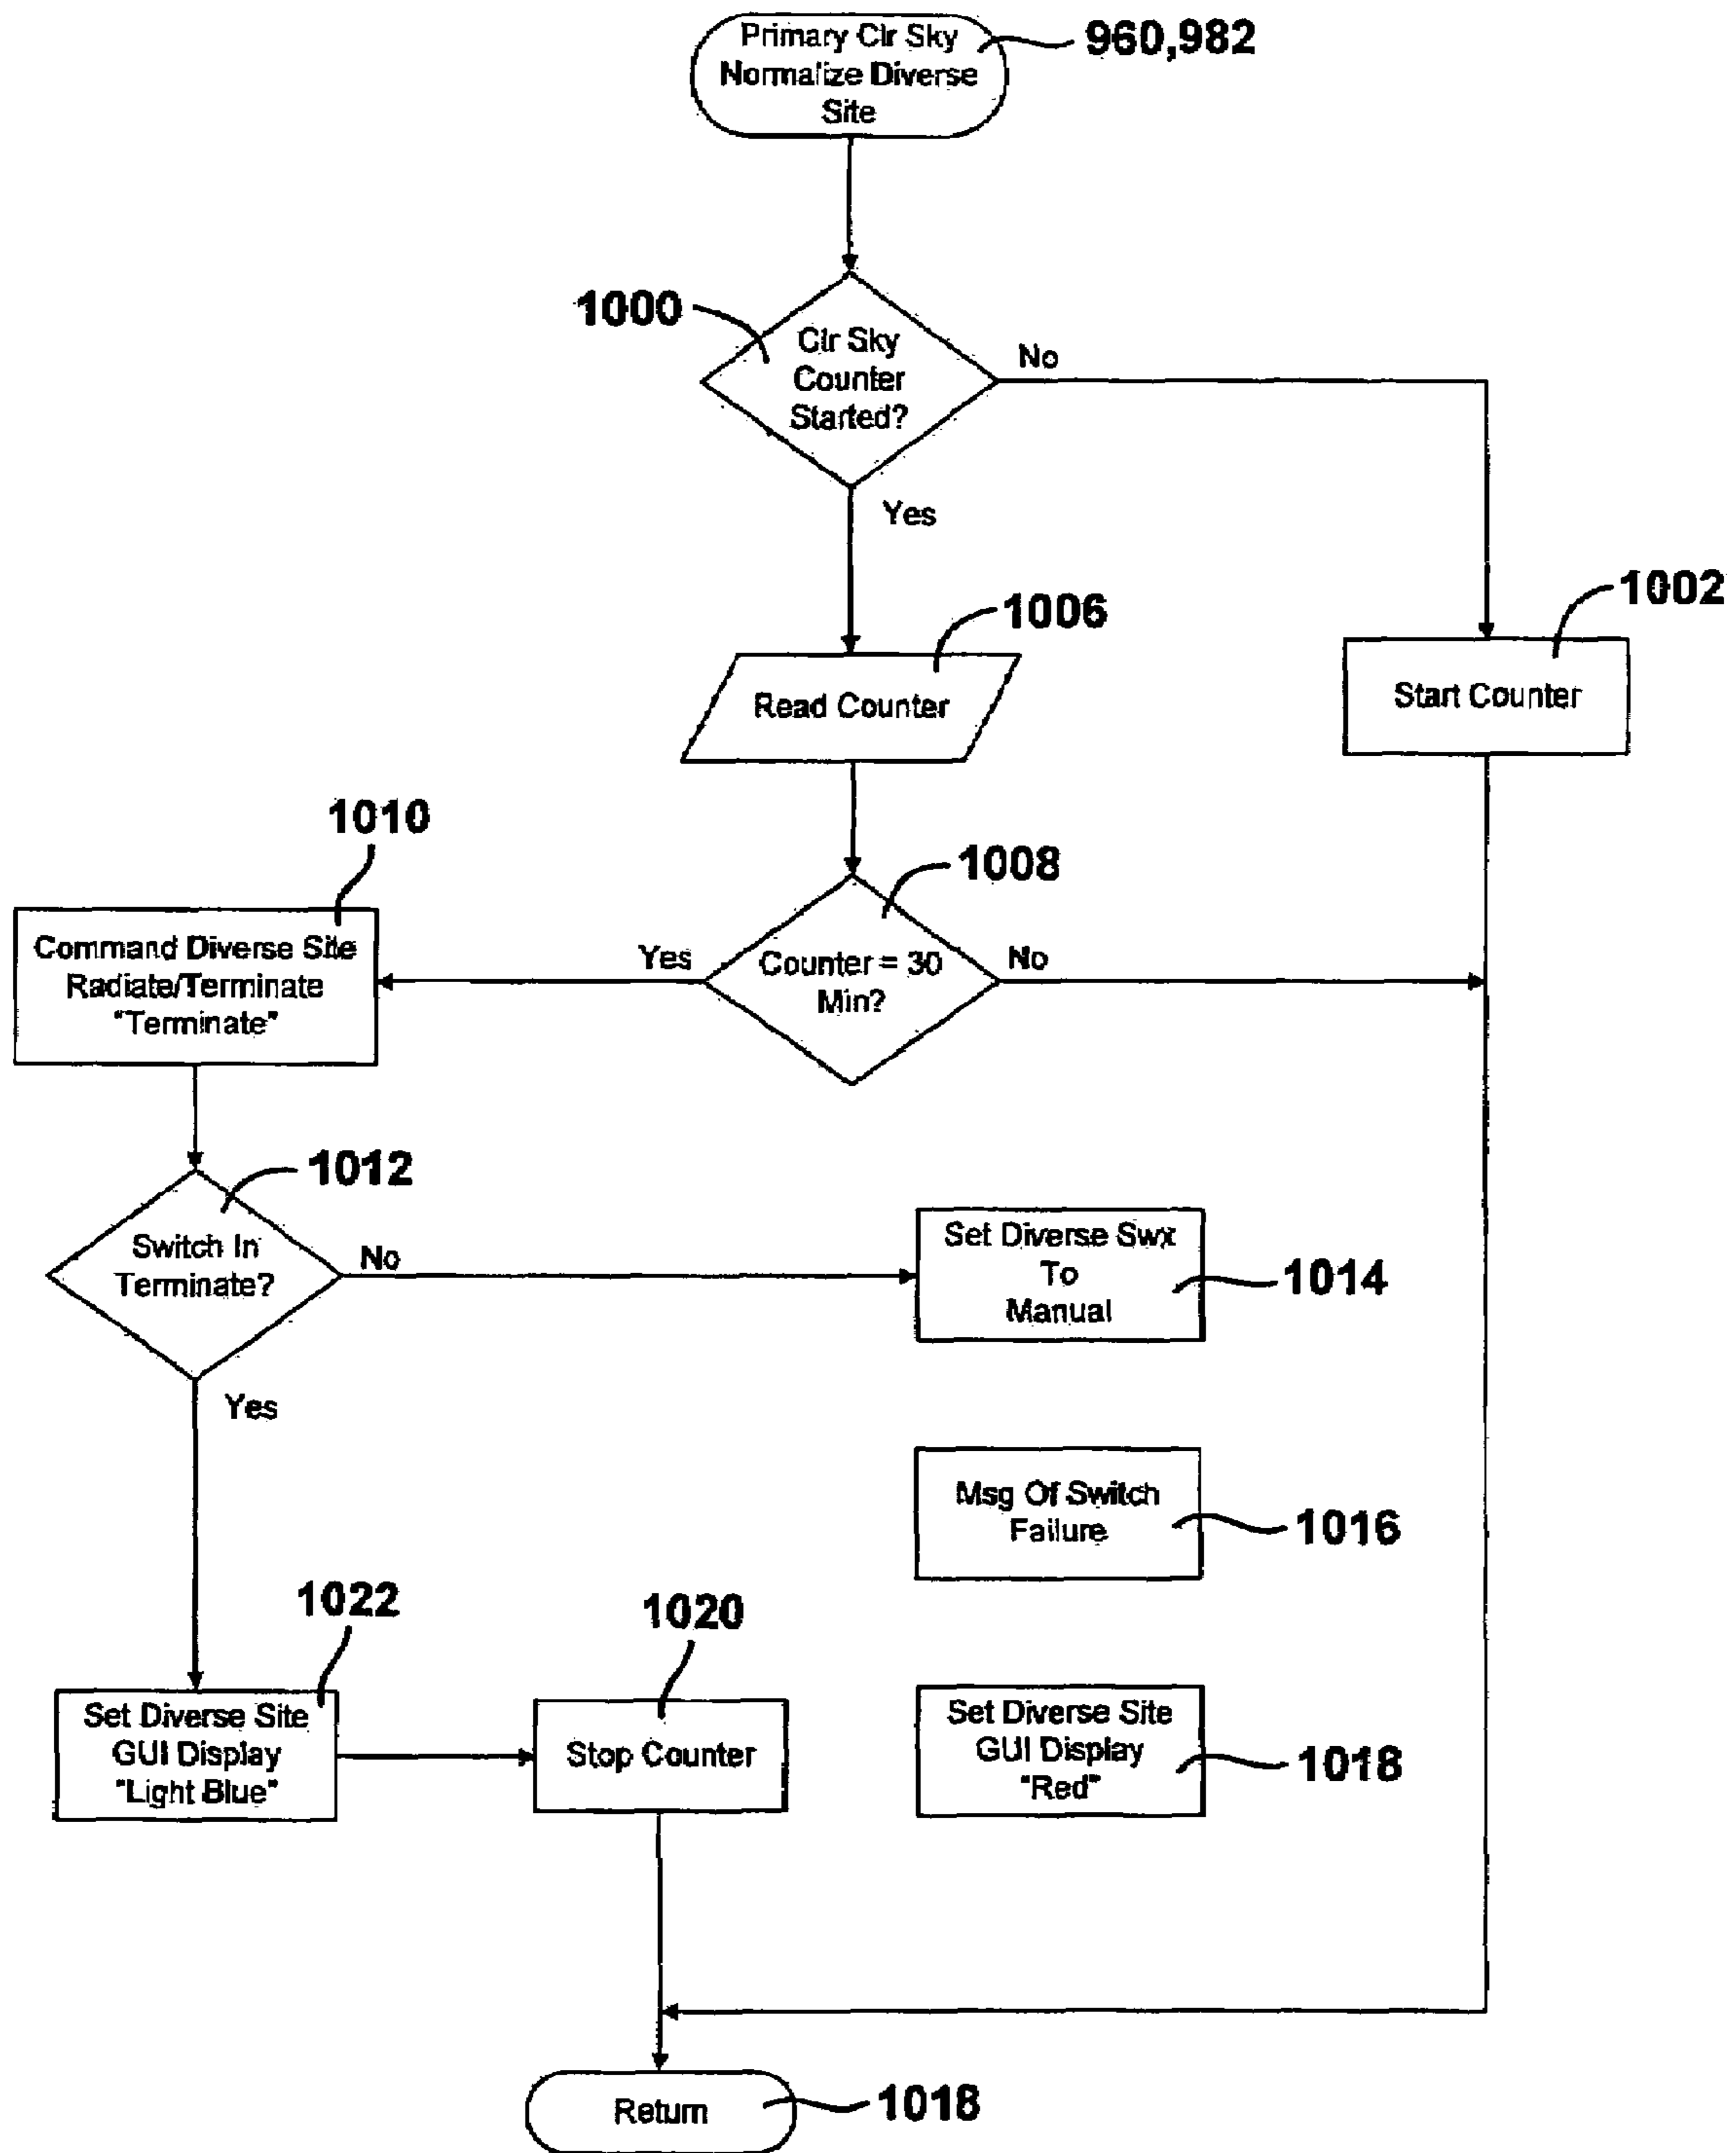 Primary Clr Sky
Normalize Diverse
Site
960,982
1000
Clr Sky
Counter
Started?
No
Yes
1002
1006
Read Counter
Start Counter
1010
1008
Command Diverse Site
Radiate/Terminate
"Terminate"
Yes
Counter = 30
Min?
No
1012
Switch In
Terminate?
No
Set Diverse Swx
To
Manual
1014
Yes
Msg Of Switch
Failure
1016
1022
1020
Set Diverse Site
GUI Display
"Light Blue"
Stop Counter
Set Diverse Site
GUI Display
"Red"
1018
Return
1018